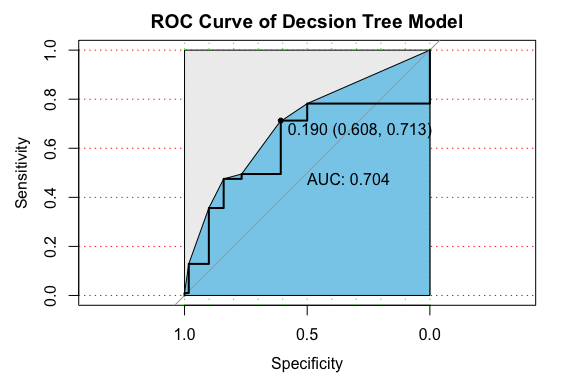 ROC Curve of Decsion Tree Model
Sensitivity
1.0
0.8
0.6
0.4
0.2
0.0
0.190 (0.608, 0.713)
AUC: 0.704
1.0 0.5 0.0
Specificity